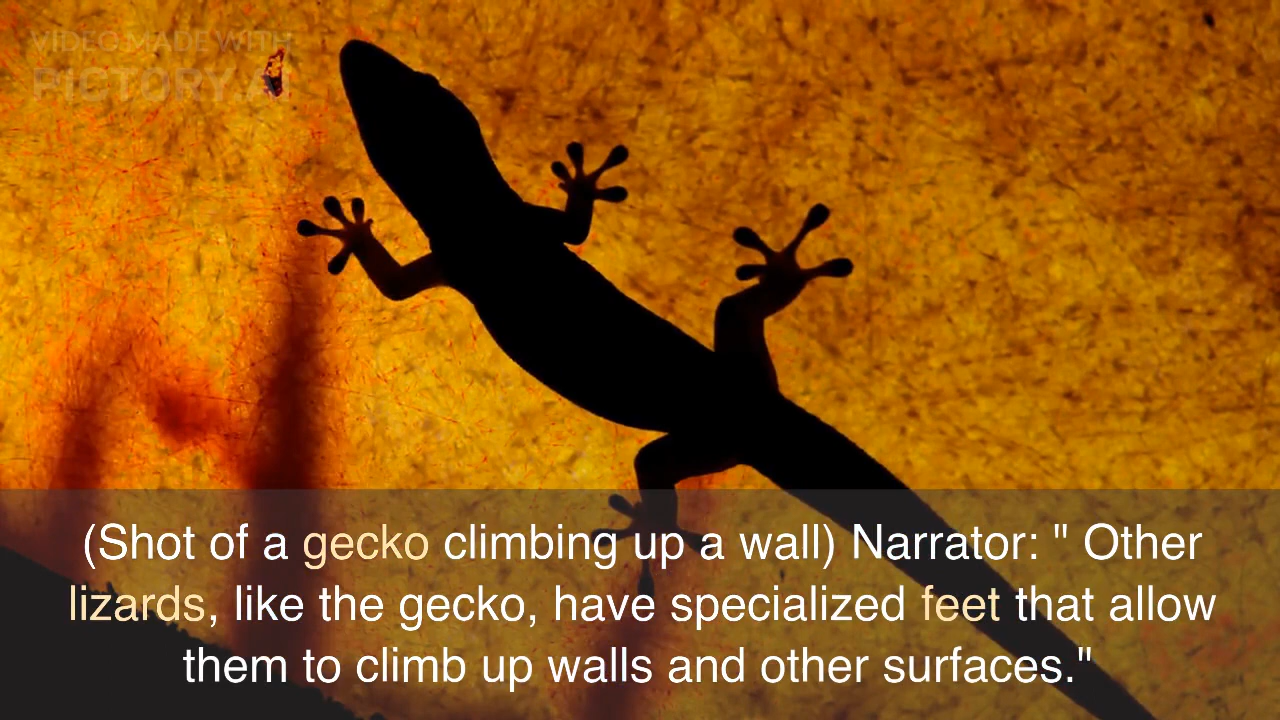 VIDEO MADE WITH
PICTORY.AI
(Shot of a gecko climbing up a wall) Narrator: " Other
lizards, like the gecko, have specialized feet that allow
them to climb up walls and other surfaces."